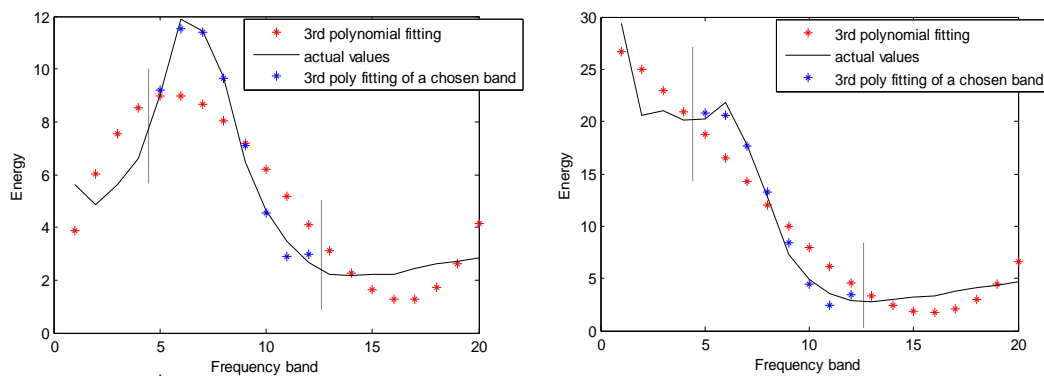 12
10
8
6
4
2
0
Energy
0
5
10
15
20
Frequency band
3rd polynomial fitting
actual values
3rd poly fitting of a chosen band
30
25
20
15
10
5
0
Energy
0
5
10
15
20
Frequency band
3rd polynomial fitting
actual values
3rd poly fitting of a chosen band